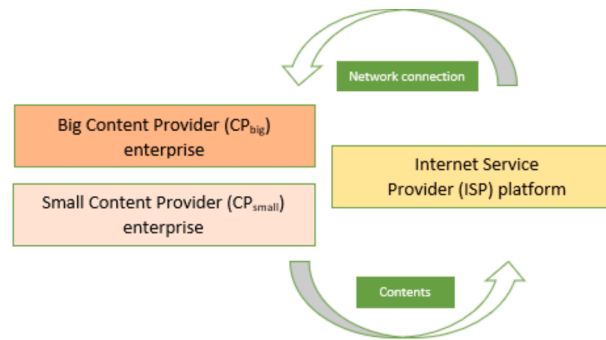 Network connection
Big Content Provider (CPbig)
enterprise
Internet Service
Provider (ISP) platform
Small Content Provider (CPsmall)
enterprise
Contents